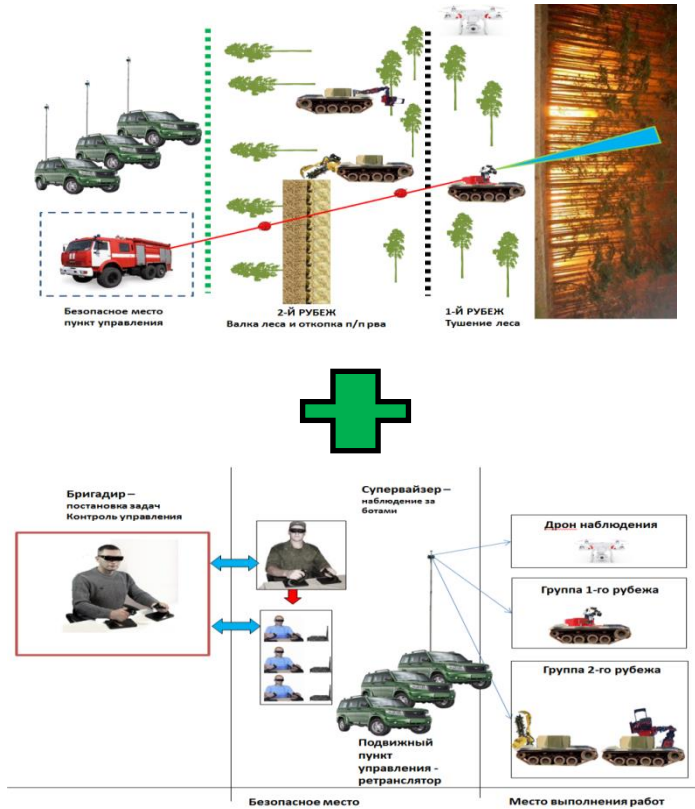 Безопасное место
пункт управления
2-Й РУБЕЖ
Валка леса и откопка п/п рва
1-Й РУБЕЖ
Тушение леса
Бригадир –
постановка задач
Контроль управления
Супервайзер –
наблюдение за
ботами
Дрон наблюдения
Группа 1-го рубежа
Группа 2-го рубежа
Подвижный
пункт
управления -
ретранслятор
Безопасное место
Место выполнения работ